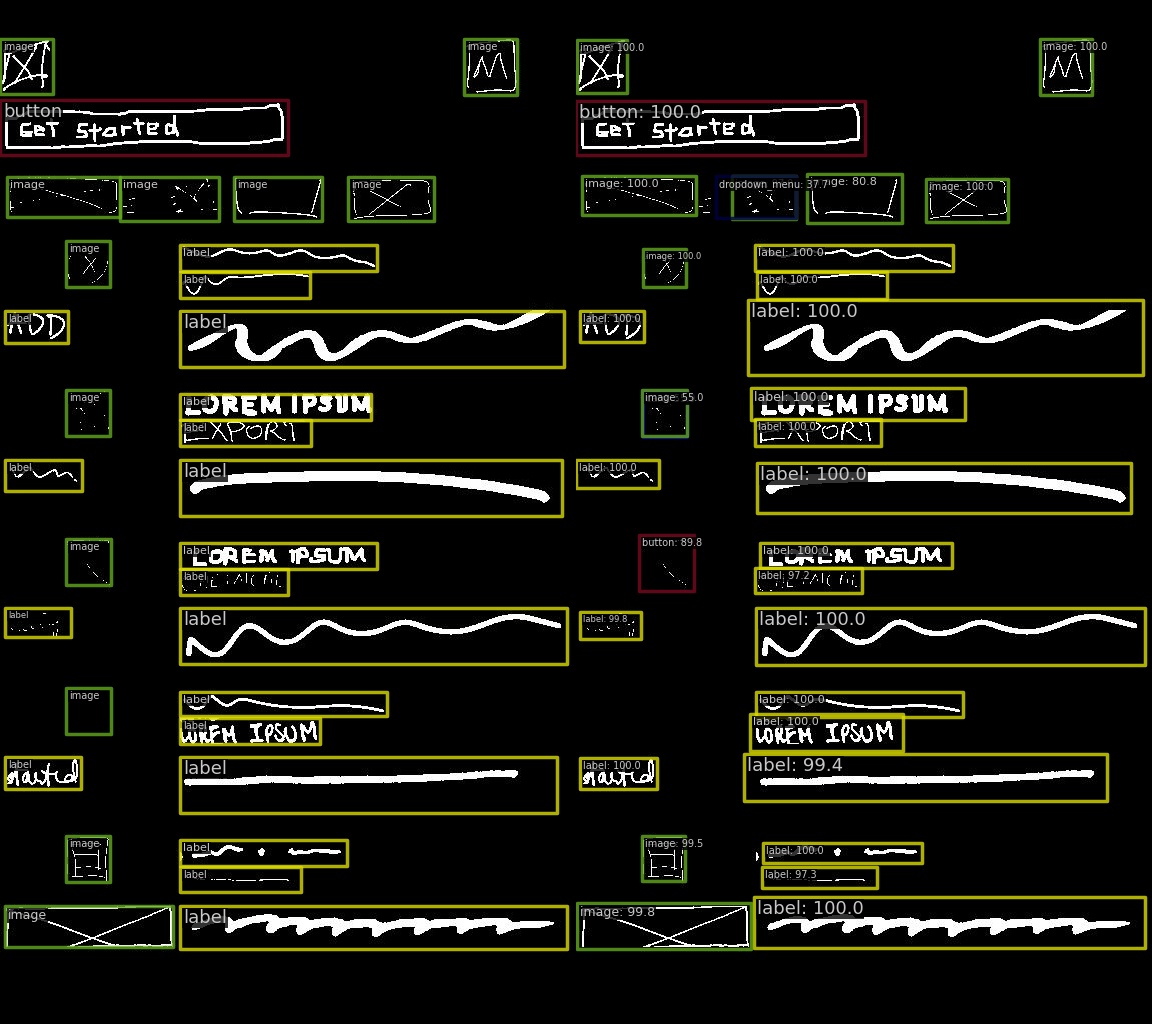 image image image: 100.0 image: 100.0
M M
button button: 100.0
GET Started GET Started
image image image image image: 100.0 dropdown_menu: 37.7 80.8 image: 100.0
image label image: 100.0 label: 100.0
label label: 100.0
label label label: 100.0 label: 100.0
image label image: 55.0 label: 100.0
LOREM IPSUM LOREM IPSUM
label label: 100.0
EXPORT EXPORT
label label label: 100.0 label: 100.0
image label button: 89.8 label: 100.0
LOREM IPSUM LOREM IPSUM
label label: 97.2
label label label: 99.8 label: 100.0
image label label: 100.0
label label: 100.0
LOREM IPSUM LOREM IPSUM
label label label: 100.0 label: 99.4
image label image: 99.5 label: 100.0
label label: 97.3
image label image: 99.8 label: 100.0